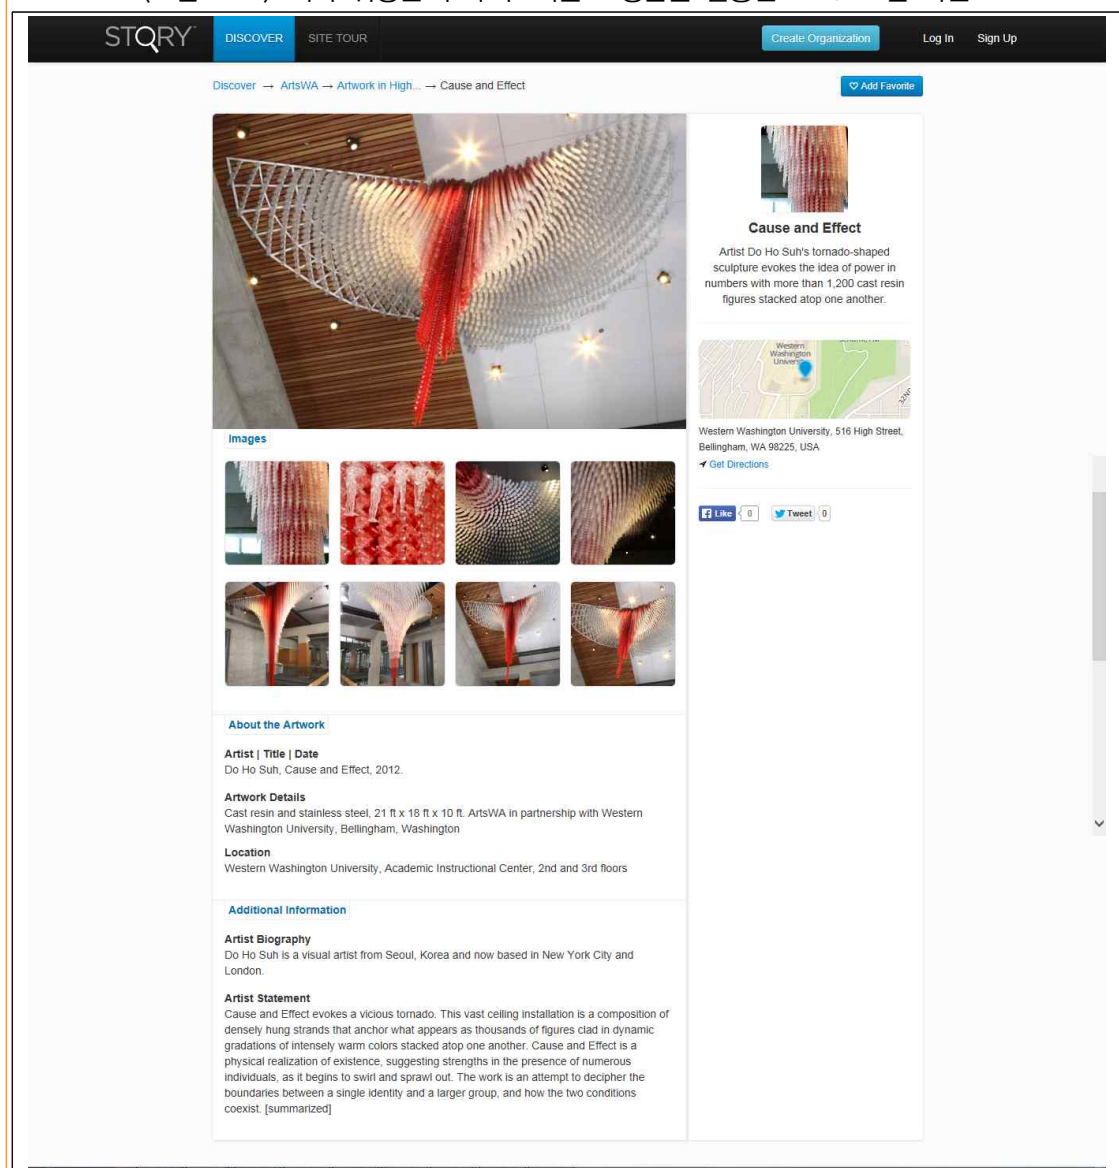 STQRY
DISCOVER
SITE TOUR
Create Organization
Log In
Sign Up
Discover → ArtsWA → Artwork in High... → Cause and Effect
Add Favorite
Cause and Effect
Artist Do Ho Suh's tornado-shaped
sculpture evokes the idea of power in
numbers with more than 1,200 cast resin
figures stacked atop one another.
Western
Washington
University
32ND
Western Washington University, 516 High Street,
Bellingham, WA 98225, USA
Get Directions
Like 0
Tweet 0
Images
About the Artwork
Artist | Title | Date
Do Ho Suh, Cause and Effect, 2012.
Artwork Details
Cast resin and stainless steel, 21 ft x 18 ft x 10 ft. ArtsWA in partnership with Western
Washington University, Bellingham, Washington
Location
Western Washington University, Academic Instructional Center, 2nd and 3rd floors
Additional Information
Artist Biography
Do Ho Suh is a visual artist from Seoul, Korea and now based in New York City and
London.
Artist Statement
Cause and Effect evokes a vicious tornado. This vast ceiling installation is a composition of
densely hung strands that anchor what appears as thousands of figures clad in dynamic
gradations of intensely warm colors stacked atop one another. Cause and Effect is a
physical realization of existence, suggesting strengths in the presence of numerous
individuals, as it begins to swirl and sprawl out. The work is an attempt to decipher the
boundaries between a single identity and a larger group, and how the two conditions
coexist. [summarized]